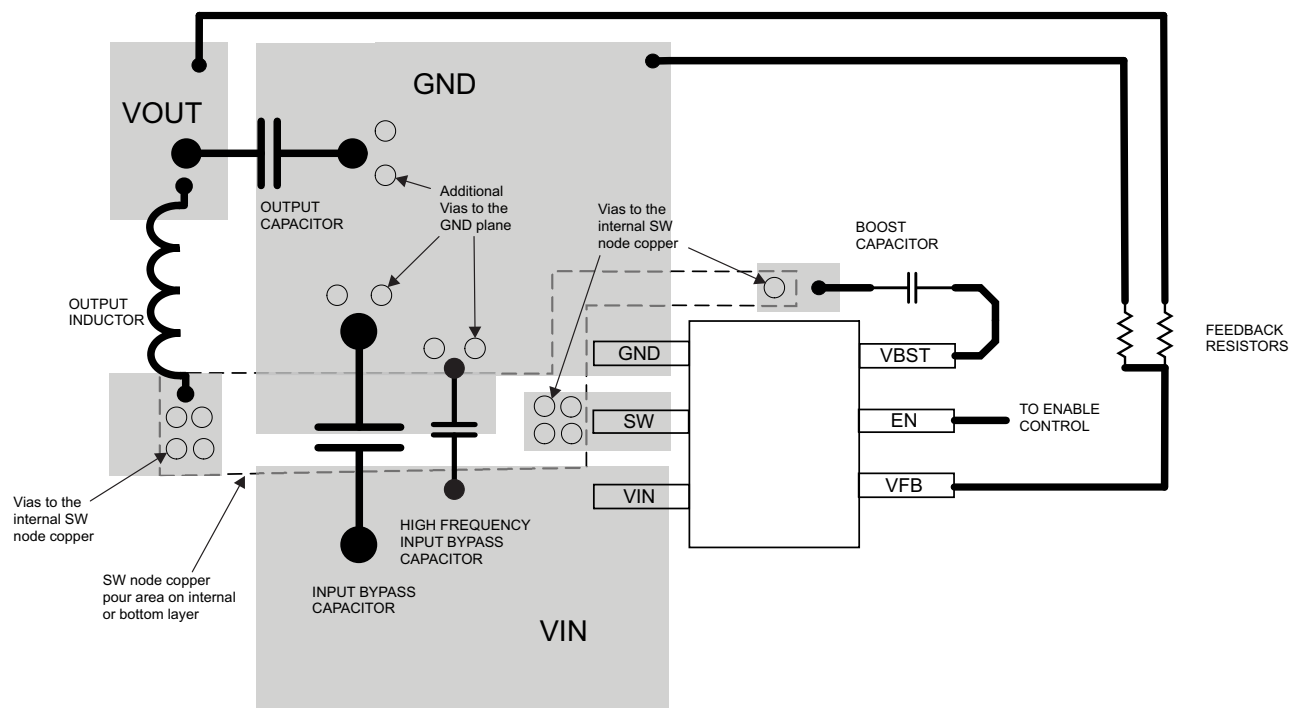 GND
VOUT
Additional
Vias to the
GND plane
OUTPUT
CAPACITOR
Vias to the
internal SW
node copper
BOOST
CAPACITOR
OUTPUT
INDUCTOR
FEEDBACK
RESISTORS
GND
VBST
SW
EN
TO ENABLE
CONTROL
VIN
VFB
Vias to the
internal SW
node copper
HIGH FREQUENCY
INPUT BYPASS
CAPACITOR
SW node copper
pour area on internal
or bottom layer
INPUT BYPASS
CAPACITOR
VIN